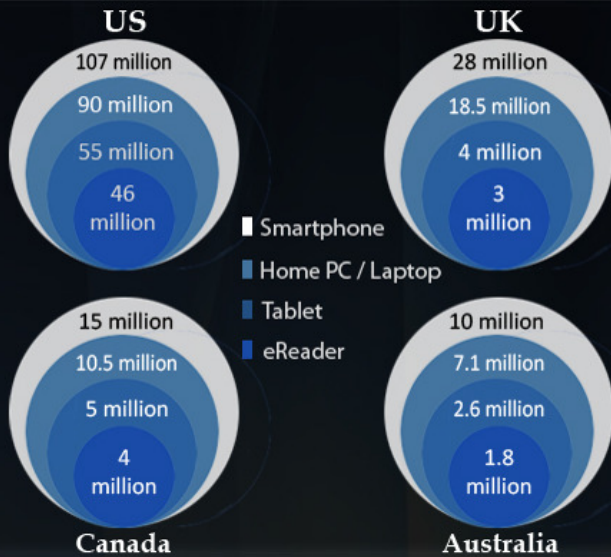 US
107 million
90 million
55 million
46
million
UK
28 million
18.5 million
4 million
3
million
Smartphone
Home PC / Laptop
Tablet
eReader
15 million
10.5 million
5 million
4
million
Canada
10 million
7.1 million
2.6 million
1.8
million
Australia